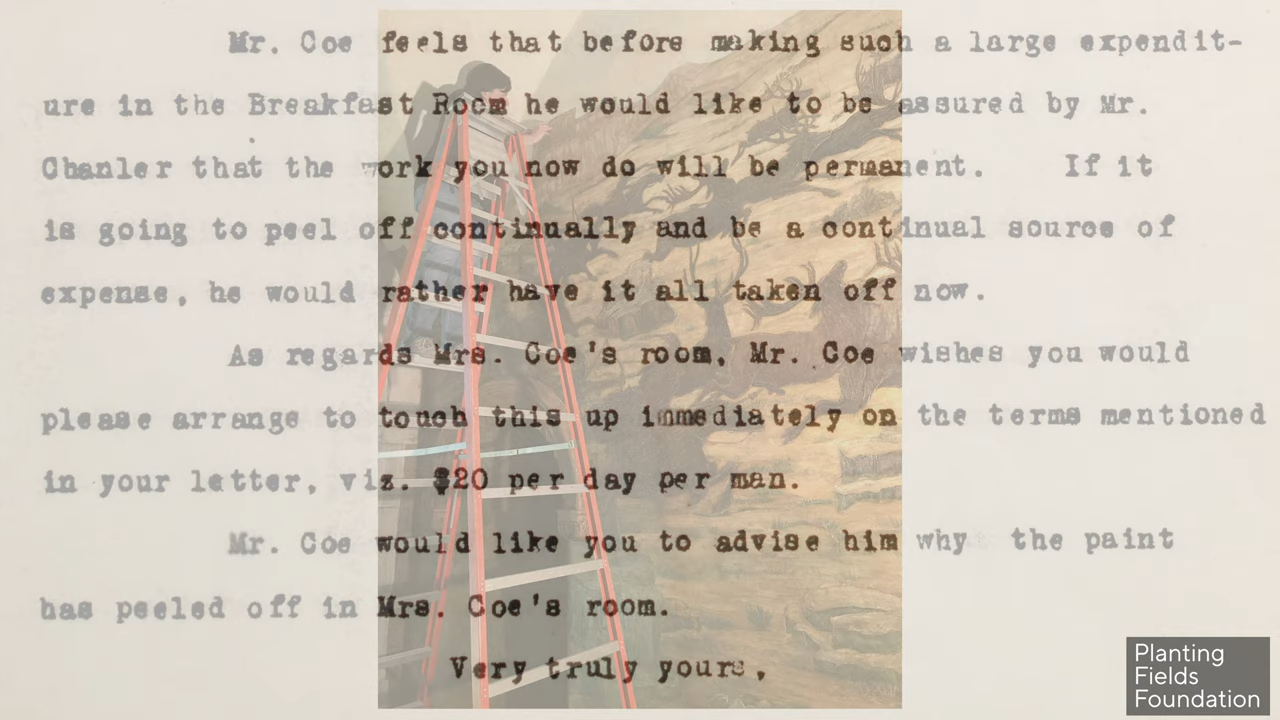 Mr. Coe feels that before making such a large expendit-
ure in the Breakfast Room he would like to be assured by Mr.
Chanler that the work you now do will be permanent. If it
is going to peel off continually and be a continual source of
expense, he would rather have it all taken off now.
As regards Mrs. Coe's room, Mr. Coe wishes you would
please arrange to touch this up immediately on the terms mentioned
in your letter, viz. $20 per day per man.
Mr. Coe would like you to advise him why the paint
has peeled off in Mrs. Coe's room.
Very truly yours,
Planting
Fields
Foundation